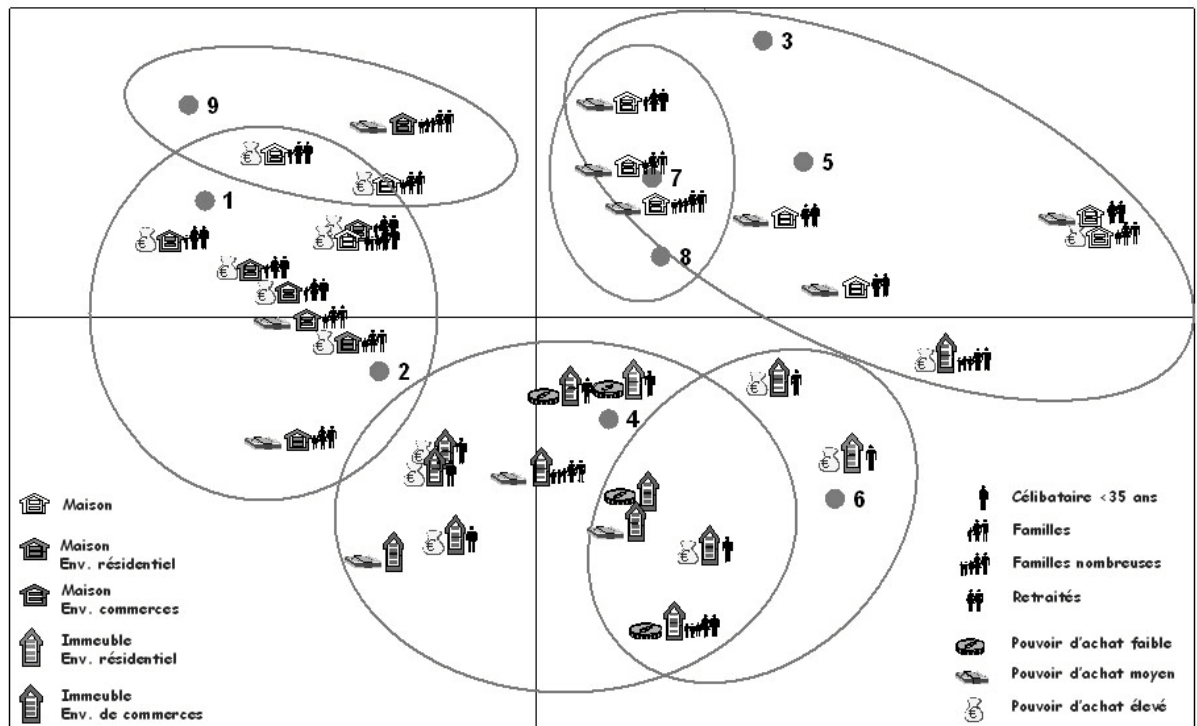 3
9
5
7
1
8
2
4
6
Maison
Maison
Env. résidentiel
Maison
Env. commerces
Immeuble
Env. résidentiel
Immeuble
Env. de commerces
Célibataire <35 ans
Familles
Familles nombreuses
Retraités
Pouvoir d'achat faible
Pouvoir d'achat moyen
Pouvoir d'achat élevé